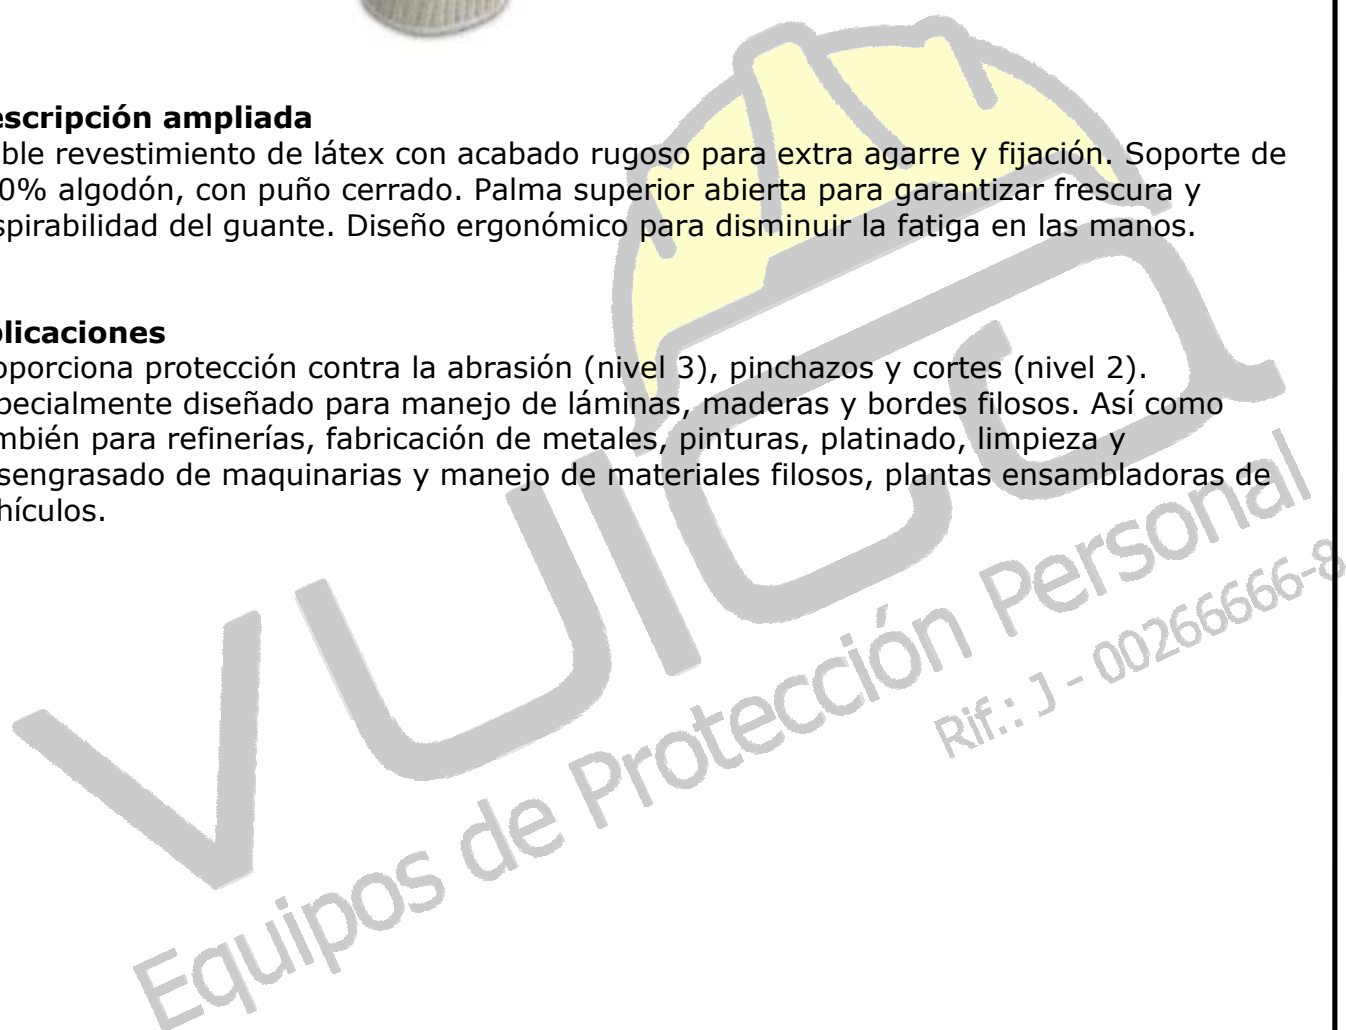 escripción ampliada
ble revestimiento de látex con acabado rugoso para extra agarre y fijación. Soporte de
0% algodón, con puño cerrado. Palma superior abierta para garantizar frescura y
spirabilidad del guante. Diseño ergonómico para disminuir la fatiga en las manos.
licaciones
oporciona protección contra la abrasión (nivel 3), pinchazos y cortes (nivel 2).
pecialmente diseñado para manejo de láminas, maderas y bordes filosos. Así como
mbién para refinerías, fabricación de metales, pinturas, platinado, limpieza y
sengrasado de maquinarias y manejo de materiales filosos, plantas ensambladoras de
hículos.
VUICA
Equipos de Protección Personal
Rif.: J - 00266666-8